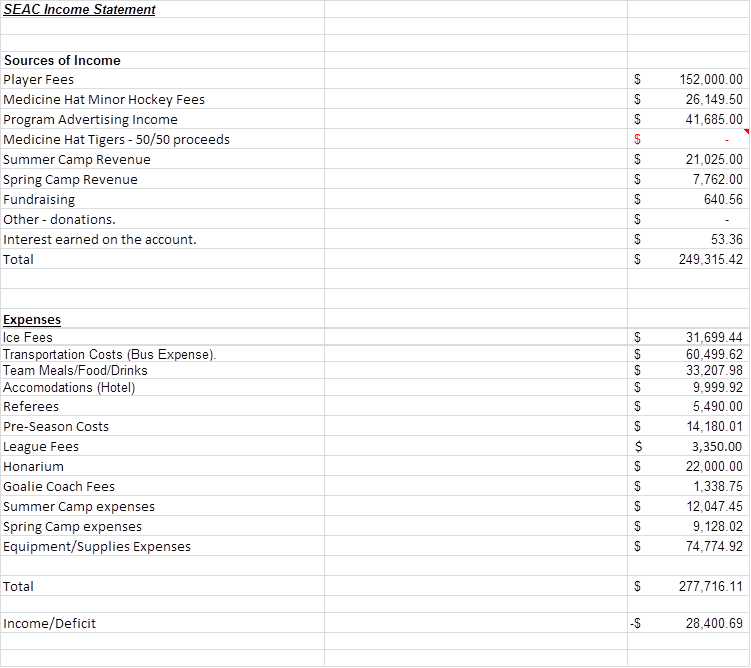 SEAC Income Statement
Sources of Income
Player Fees $ 152,000.00
Medicine Hat Minor Hockey Fees $ 26,149.50
Program Advertising Income $ 41,685.00
Medicine Hat Tigers - 50/50 proceeds $ -
Summer Camp Revenue $ 21,025.00
Spring Camp Revenue $ 7,762.00
Fundraising $ 640.56
Other - donations. $ -
Interest earned on the account. $ 53.36
Total $ 249,315.42
Expenses
Ice Fees $ 31,699.44
Transportation Costs (Bus Expense). $ 60,499.62
Team Meals/Food/Drinks $ 33,207.98
Accomodations (Hotel) $ 9,999.92
Referees $ 5,490.00
Pre-Season Costs $ 14,180.01
League Fees $ 3,350.00
Honarium $ 22,000.00
Goalie Coach Fees $ 1,338.75
Summer Camp expenses $ 12,047.45
Spring Camp expenses $ 9,128.02
Equipment/Supplies Expenses $ 74,774.92
Total $ 277,716.11
Income/Deficit -$ 28,400.69